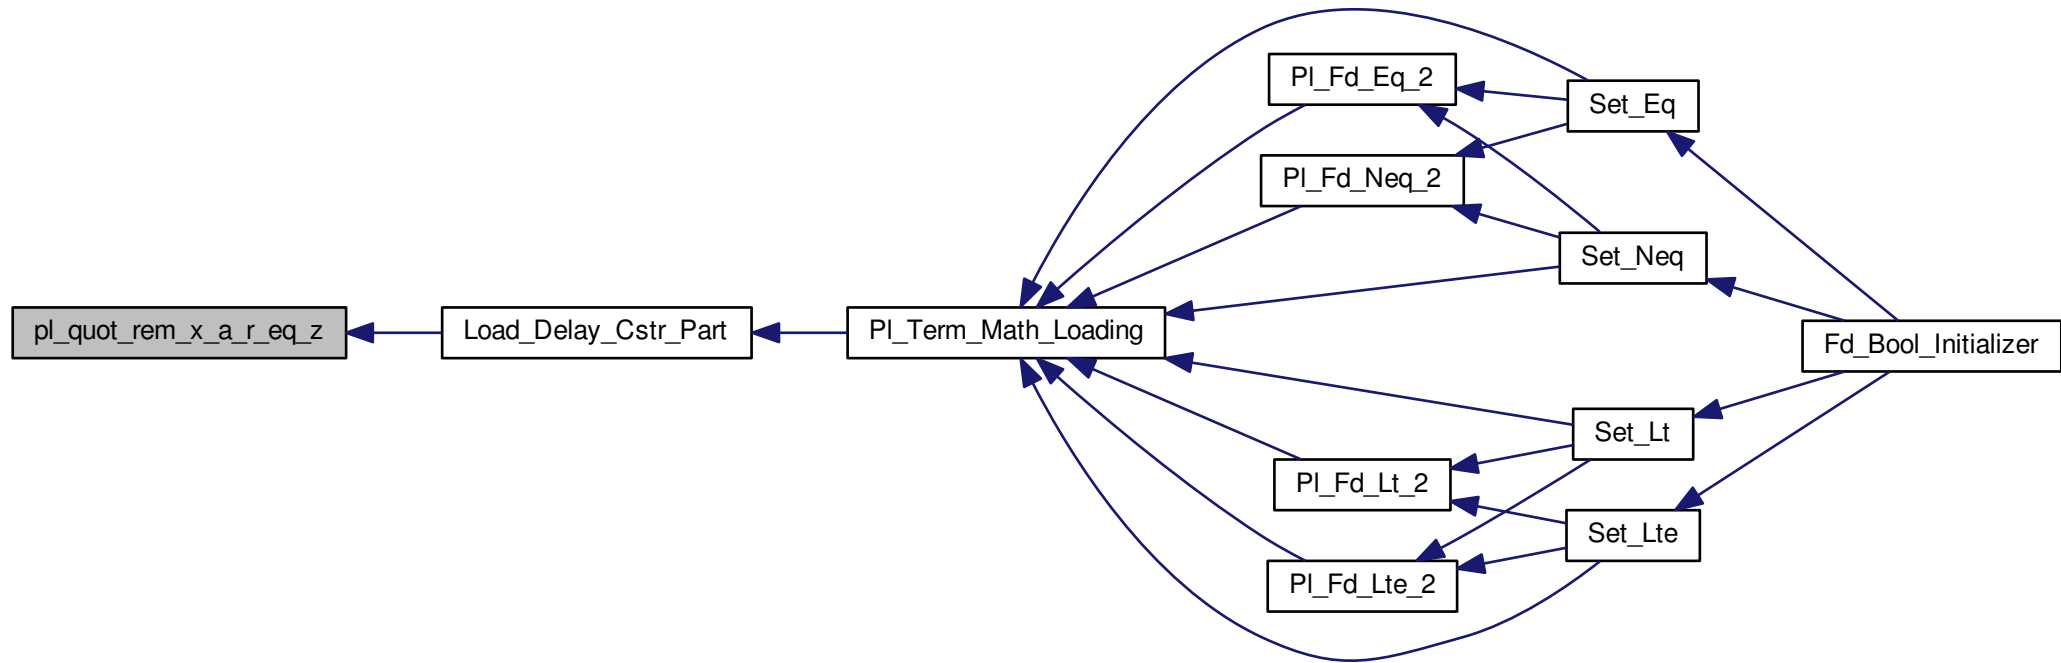 pl_quot_rem_x_a_r_eq_z
Load_Delay_Cstr_Part
Pl_Term_Math_Loading
Pl_Fd_Eq_2
Pl_Fd_Neq_2
Pl_Fd_Lt_2
Pl_Fd_Lte_2
Set_Eq
Set_Neq
Set_Lt
Set_Lte
Fd_Bool_Initializer